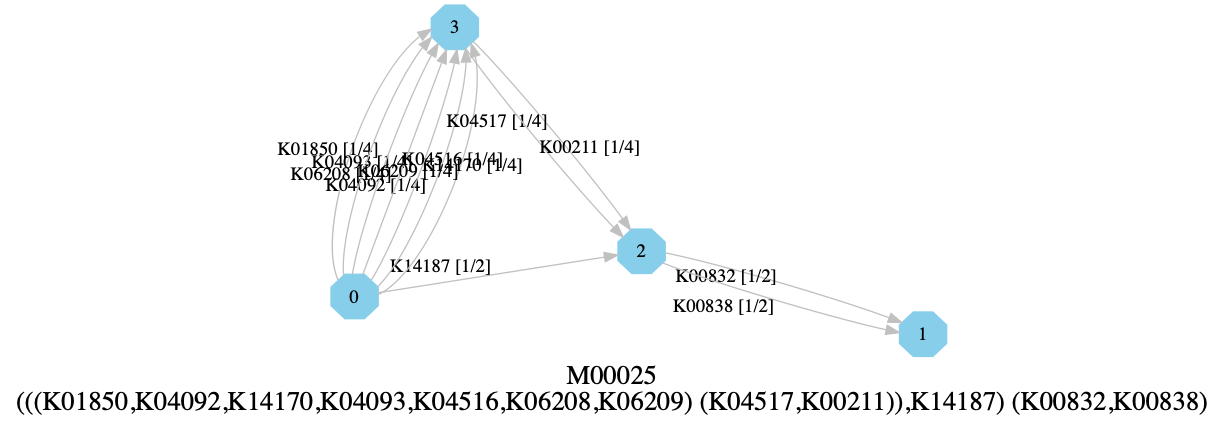 3
K04517 [1/4]
K00211 [1/4]
K01850 [1/4]
K04093 [1/4]
K04516 [1/4]
K14170 [1/4]
K06208 [1/4]
K06209 [1/4]
K04092 [1/4]
2
K14187 [1/2]
K00832 [1/2]
0
K00838 [1/2]
1
M00025
(((K01850,K04092,K14170,K04093,K04516,K06208,K06209) (K04517,K00211)),K14187) (K00832,K00838)